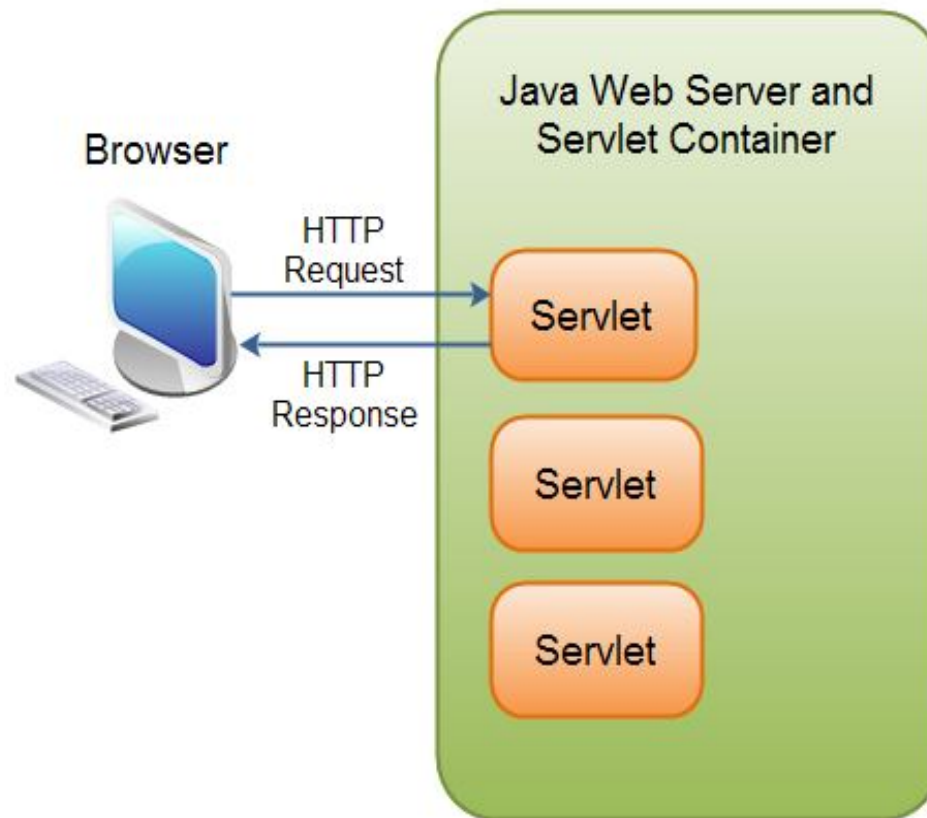 Java Web Server and
Servlet Container
Browser
HTTP
Request
Servlet
HTTP
Response
Servlet
Servlet